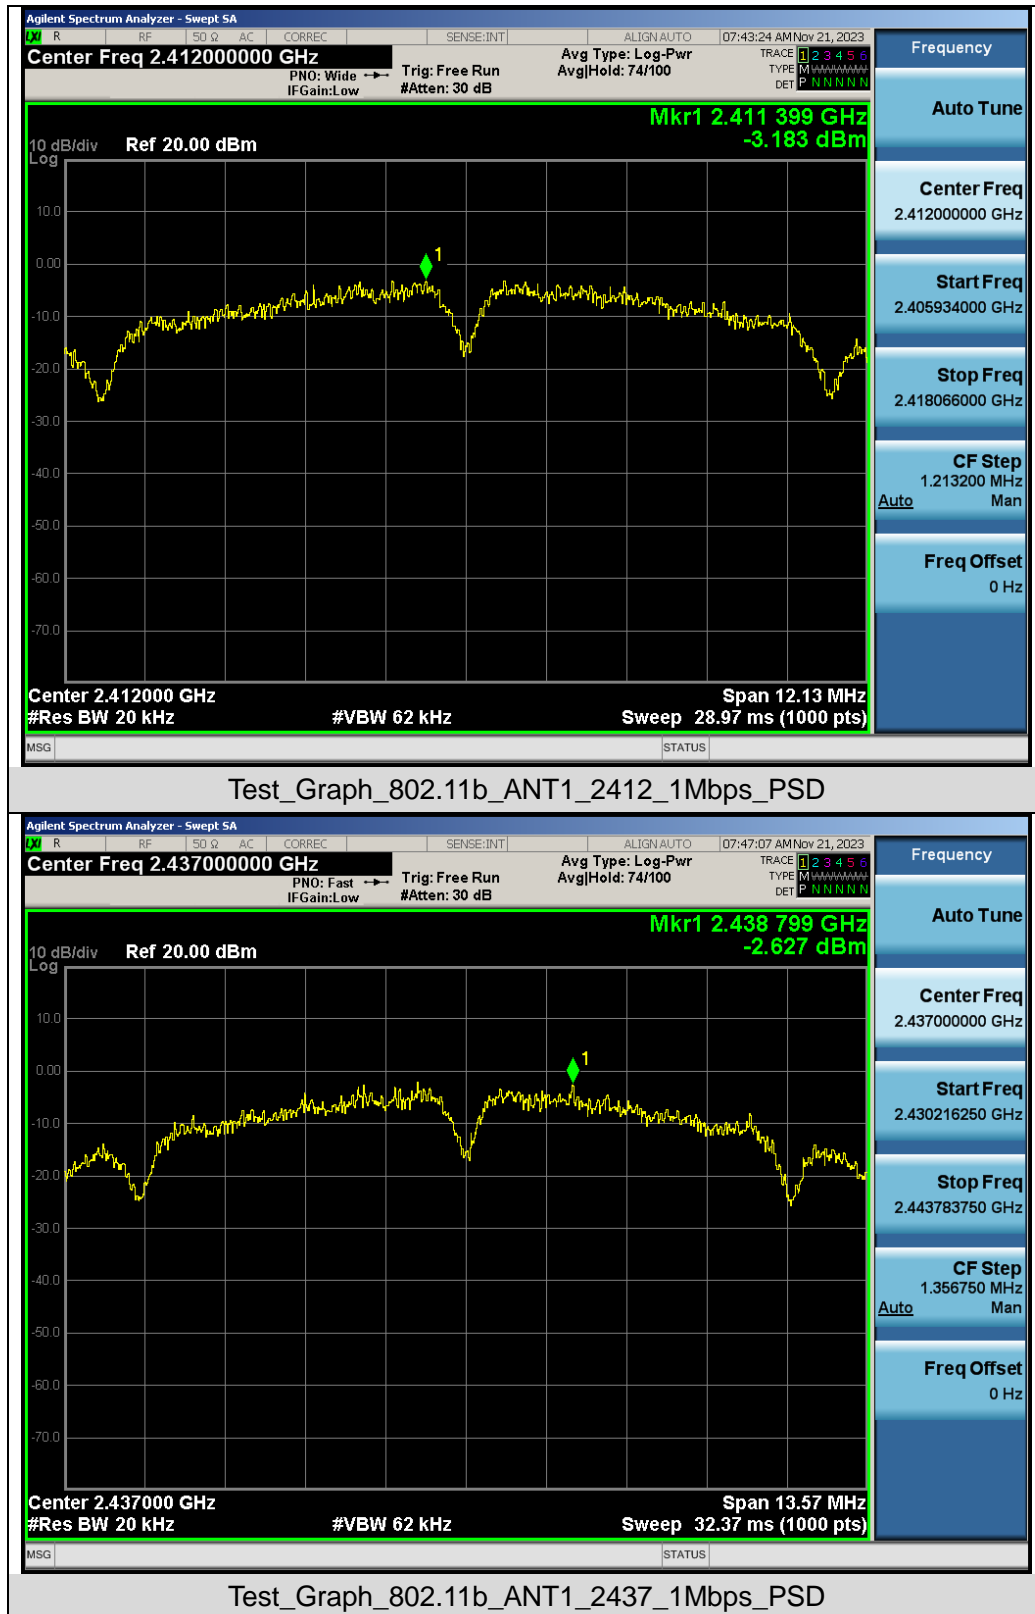 Agilent Spectrum Analyzer - Swept SA
LXI R RF 50 Ω AC CORREC SENSE:INT ALIGN AUTO 07:43:24 AM Nov 21, 2023
Center Freq 2.412000000 GHz
PNO: Wide
IFGain:Low
Trig: Free Run
#Atten: 30 dB
Avg Type: Log-Pwr
Avg|Hold: 74/100
TRACE 1 2 3 4 5 6
TYPE M W W W W W
DET P N N N N N
Mkr1 2.411 399 GHz
-3.183 dBm
10 dB/div Ref 20.00 dBm
Log
10.0
0.00
-10.0
-20.0
-30.0
-40.0
-50.0
-60.0
-70.0
1
Center 2.412000 GHz Span 12.13 MHz
#Res BW 20 kHz #VBW 62 kHz Sweep 28.97 ms (1000 pts)
MSG STATUS
Frequency
Auto Tune
Center Freq
2.412000000 GHz
Start Freq
2.405934000 GHz
Stop Freq
2.418066000 GHz
CF Step
1.213200 MHz
Auto Man
Freq Offset
0 Hz
Test_Graph_802.11b_ANT1_2412_1Mbps_PSD
Agilent Spectrum Analyzer - Swept SA
LXI R RF 50 Ω AC CORREC SENSE:INT ALIGN AUTO 07:47:07 AM Nov 21, 2023
Center Freq 2.437000000 GHz
PNO: Fast
IFGain:Low
Trig: Free Run
#Atten: 30 dB
Avg Type: Log-Pwr
Avg|Hold: 74/100
TRACE 1 2 3 4 5 6
TYPE M W W W W W
DET P N N N N N
Mkr1 2.438 799 GHz
-2.627 dBm
10 dB/div Ref 20.00 dBm
Log
10.0
0.00
-10.0
-20.0
-30.0
-40.0
-50.0
-60.0
-70.0
1
Center 2.437000 GHz Span 13.57 MHz
#Res BW 20 kHz #VBW 62 kHz Sweep 32.37 ms (1000 pts)
MSG STATUS
Frequency
Auto Tune
Center Freq
2.437000000 GHz
Start Freq
2.430216250 GHz
Stop Freq
2.443783750 GHz
CF Step
1.356750 MHz
Auto Man
Freq Offset
0 Hz
Test_Graph_802.11b_ANT1_2437_1Mbps_PSD